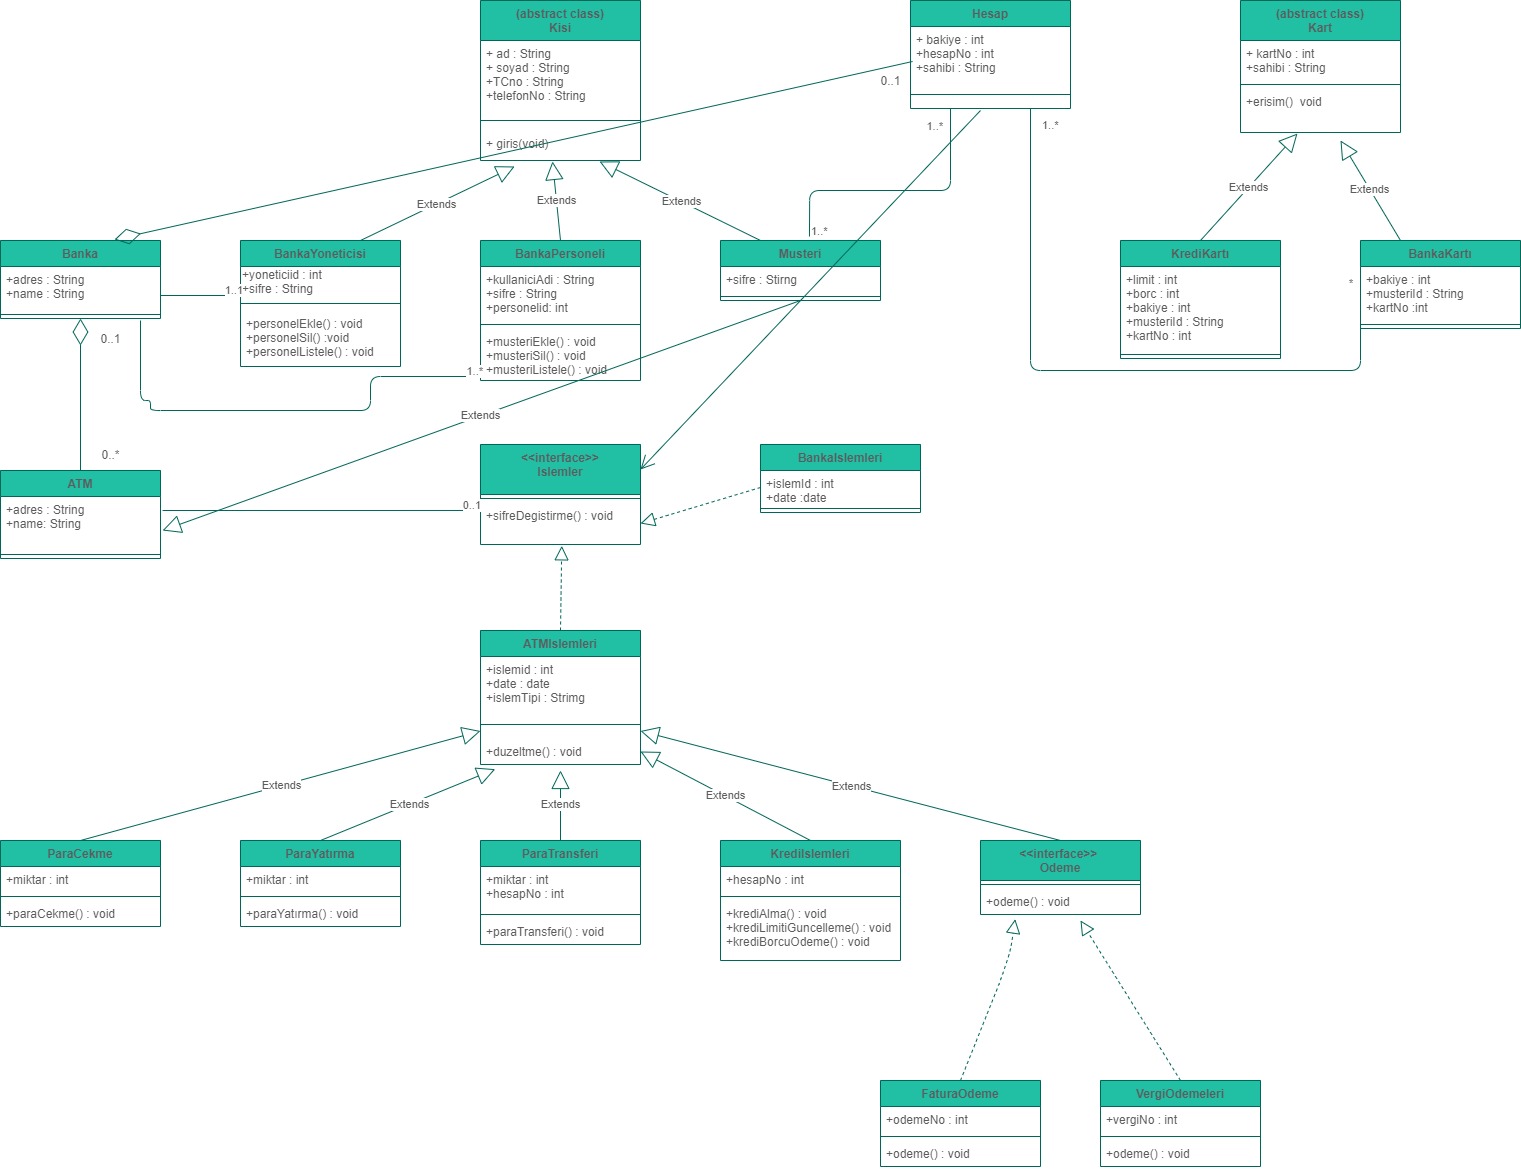 (abstract class)
Kisi
+ ad : String
+ soyad : String
+TCno : String
+telefonNo : String
+ giris(void)
Hesap
+ bakiye : int
+hesapNo : int
+sahibi : String
(abstract class)
Kart
+ kartNo : int
+sahibi : String
+erisim()  void
0..1
1..*
1..*
Extends
Extends
Extends
Extends
Extends
1..*
Banka
+adres : String
+name : String
1..1
BankaYoneticisi
+yoneticiid : int
+sifre : String
+personelEkle() : void
+personelSil() :void
+personelListele() : void
BankaPersoneli
+kullaniciAdi : String
+sifre : String
+personelid: int
+musteriEkle() : void
+musteriSil() : void
+musteriListele() : void
Musteri
+sifre : Stirng
KrediKartı
+limit : int
+borc : int
+bakiye : int
+musteriId : String
+kartNo : int
*
BankaKartı
+bakiye : int
+musteriId : String
+kartNo :int
0..1
1..*
Extends
0..*
ATM
+adres : String
+name: String
0..1
<<interface>>
Islemler
+sifreDegistirme() : void
BankaIslemleri
+islemId : int
+date :date
ATMIslemleri
+islemid : int
+date : date
+islemTipi : Strimg
+duzeltme() : void
Extends
Extends
Extends
Extends
Extends
ParaCekme
+miktar : int
+paraCekme() : void
ParaYatırma
+miktar : int
+paraYatırma() : void
ParaTransferi
+miktar : int
+hesapNo : int
+paraTransferi() : void
KrediIslemleri
+hesapNo : int
+krediAlma() : void
+krediLimitiGuncelleme() : void
+krediBorcuOdeme() : void
<<interface>>
Odeme
+odeme() : void
FaturaOdeme
+odemeNo : int
+odeme() : void
VergiOdemeleri
+vergiNo : int
+odeme() : void